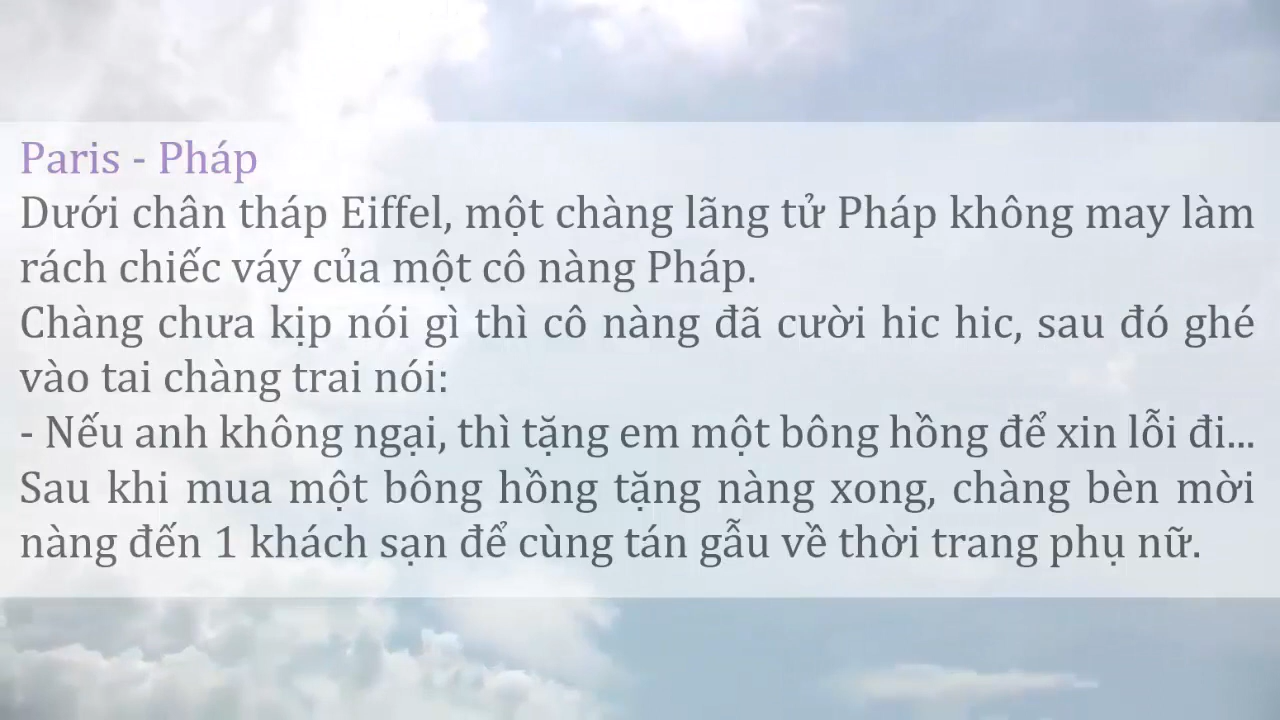 Paris - Pháp
Dưới chân tháp Eiffel, một chàng lãng tử Pháp không may làm
rách chiếc váy của một cô nàng Pháp.
Chàng chưa kịp nói gì thì cô nàng đã cười hic hic, sau đó ghé
vào tai chàng trai nói:
- Nếu anh không ngại, thì tặng em một bông hồng để xin lỗi đi...
Sau khi mua một bông hồng tặng nàng xong, chàng bèn mời
nàng đến 1 khách sạn để cùng tán gẫu về thời trang phụ nữ.